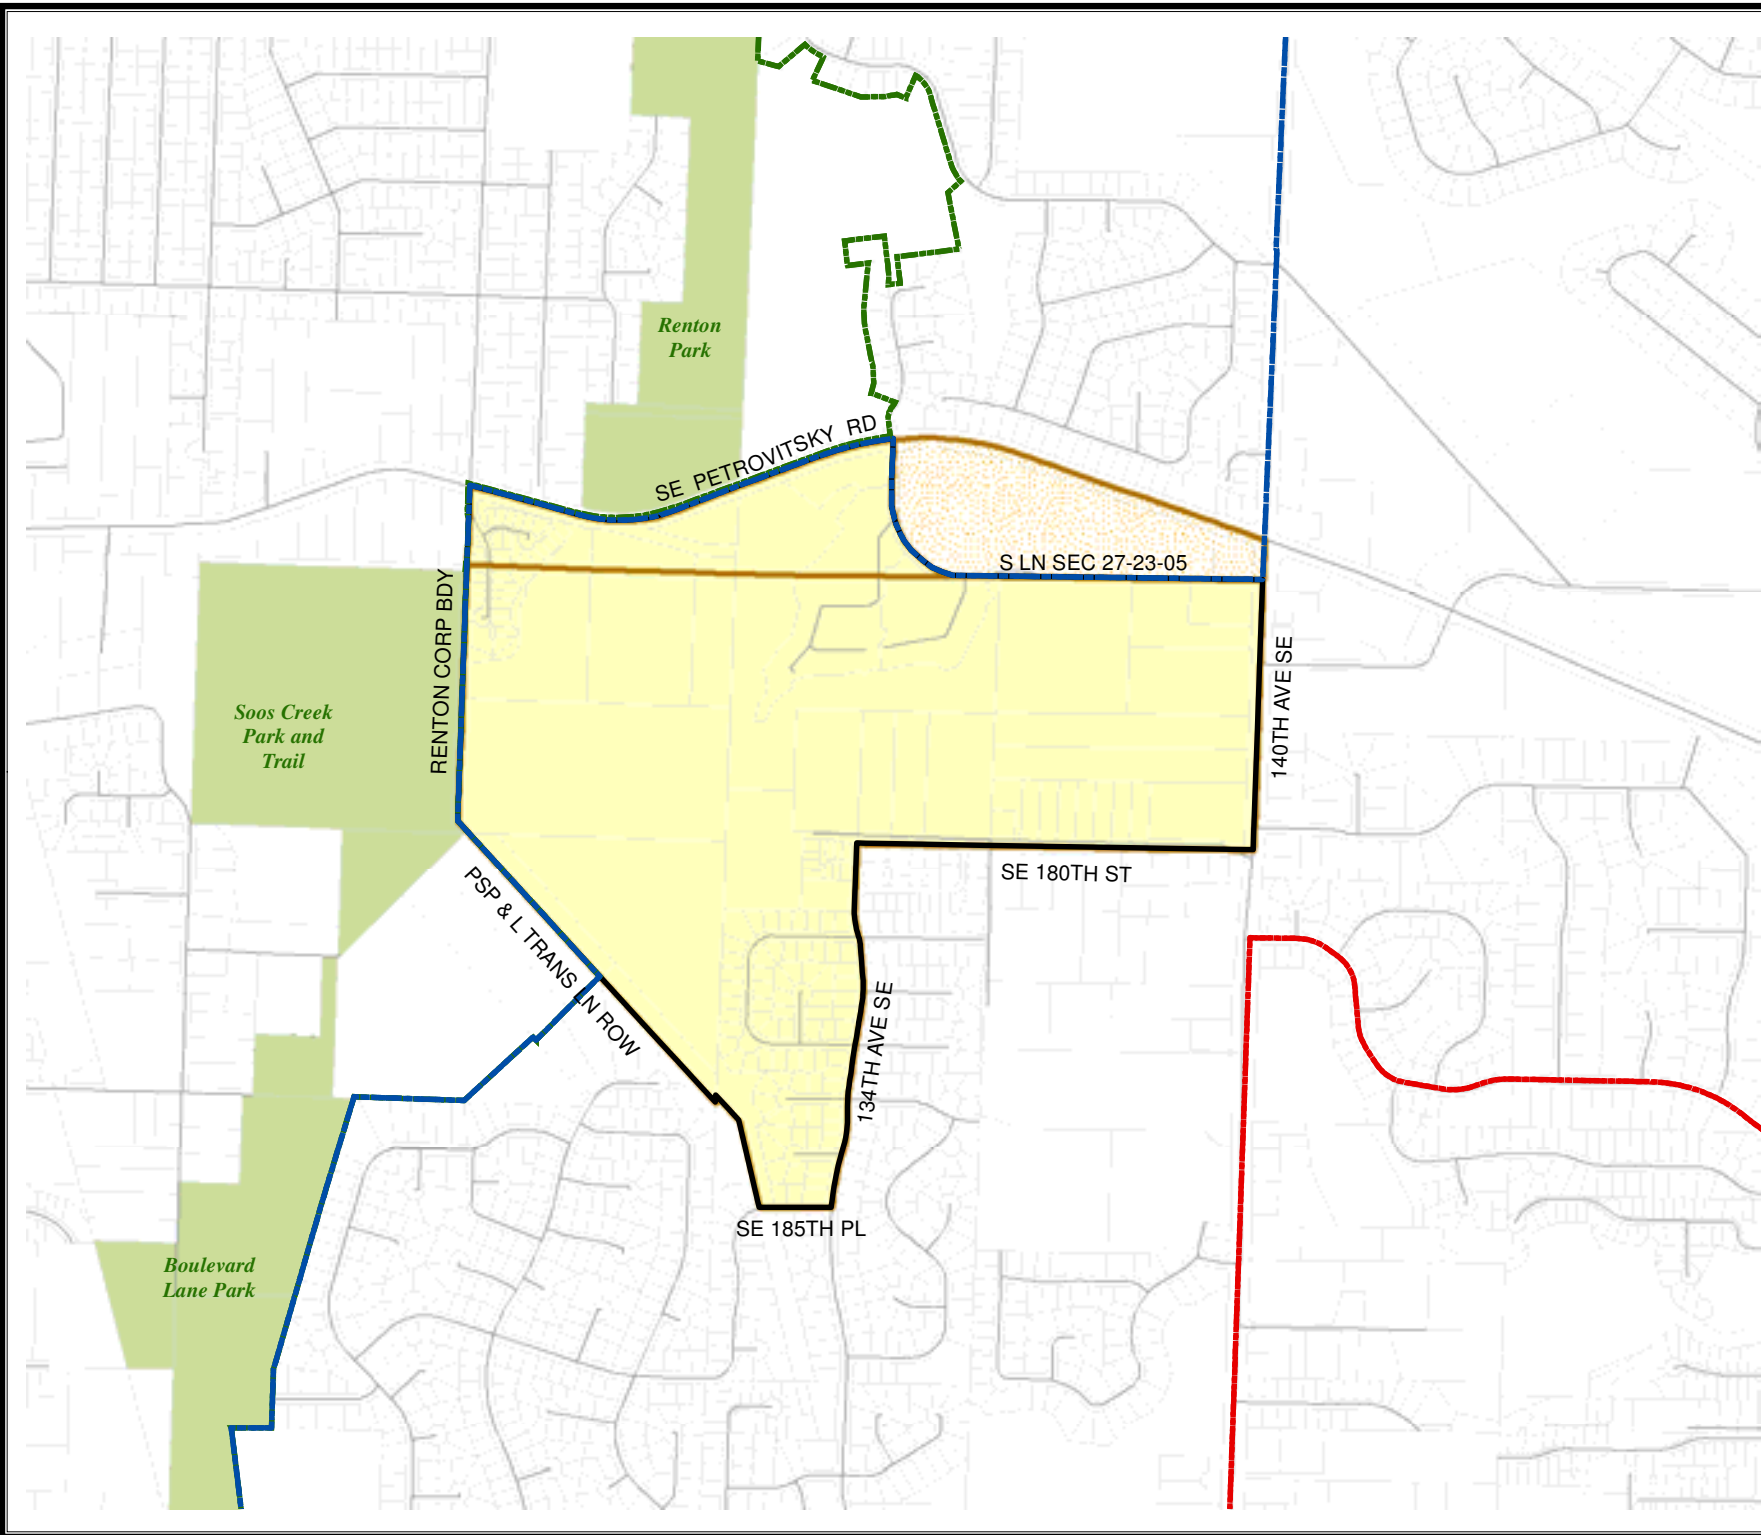 Renton
Park
SE PETROVITSKY RD
S LN SEC 27-23-05
RENTON CORP BDY
140TH AVE SE
Soos Creek
Park and
Trail
SE 180TH ST
PSP & L TRANS LN ROW
134TH AVE SE
SE 185TH PL
Boulevard
Lane Park